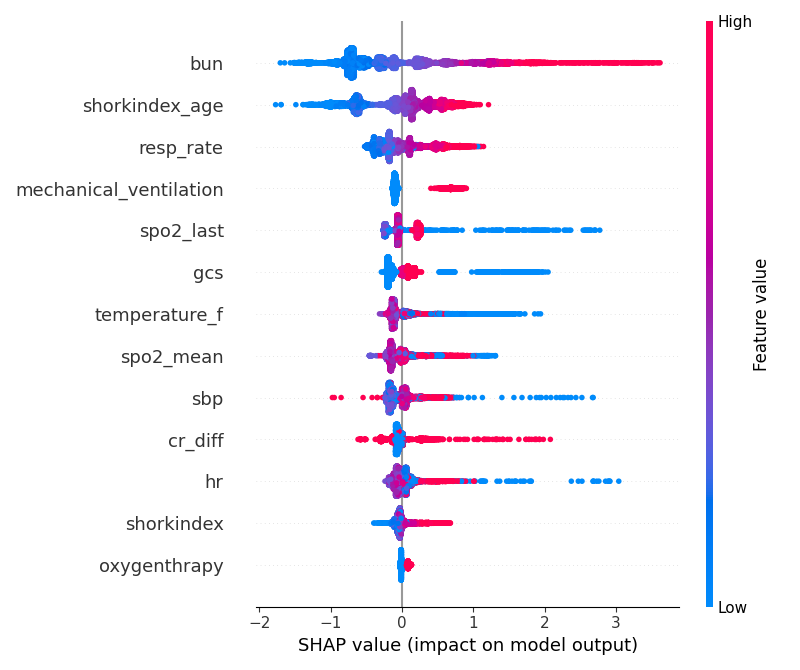 High
bun
shorkindex_age
resp_rate
mechanical_ventilation
spo2_last
gcs
temperature_f
spo2_mean
sbp
cr_diff
hr
shorkindex
oxygenthrapy
Feature value
Low
−2 −1 0 1 2 3
SHAP value (impact on model output)